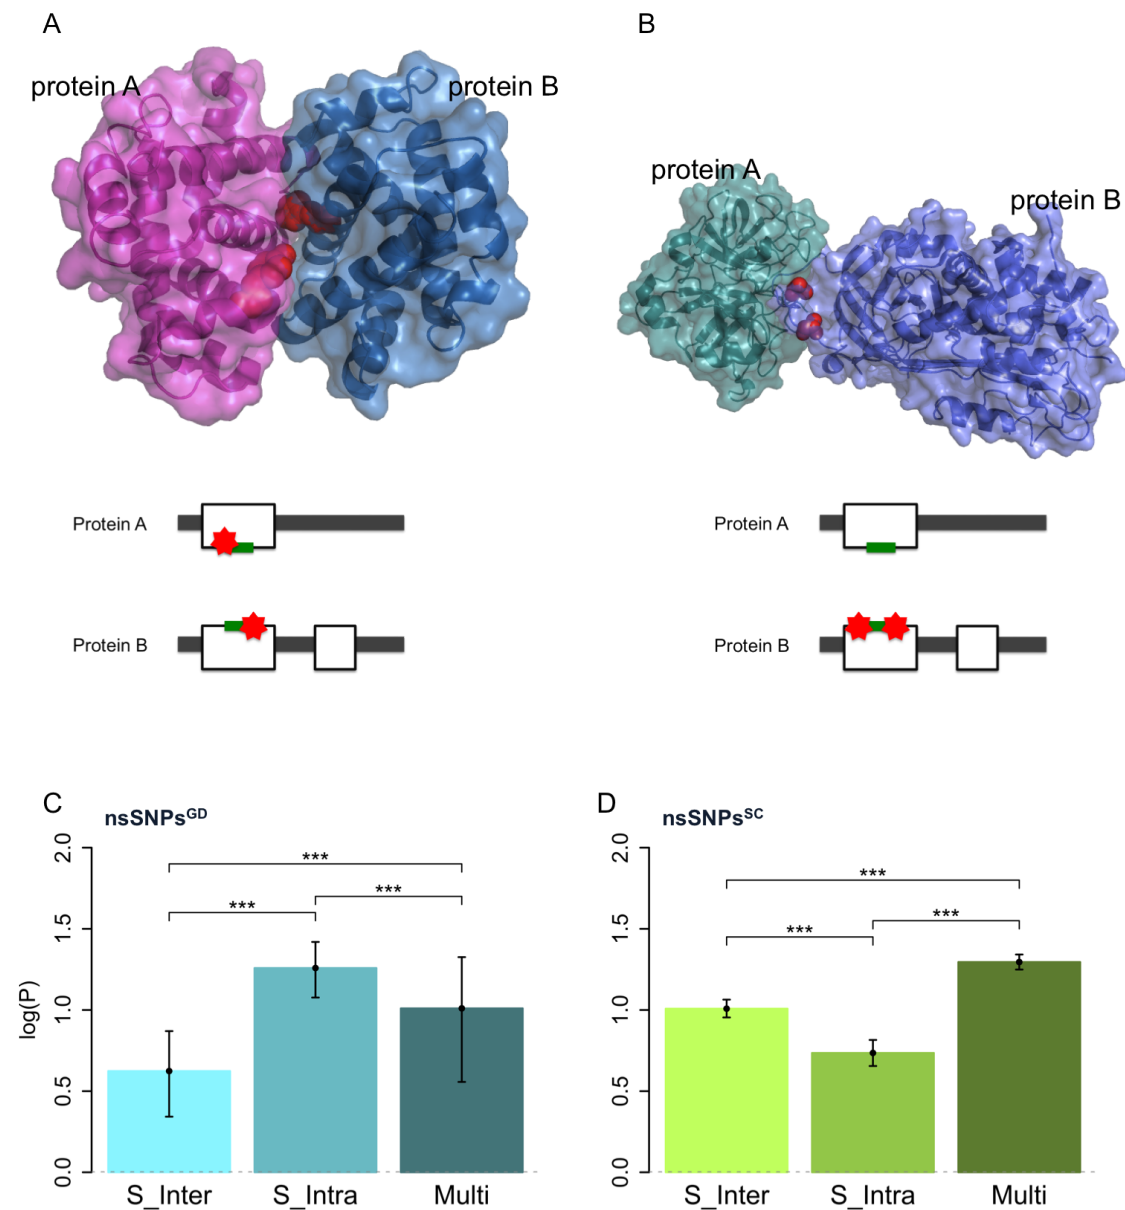 A
B
protein A
protein B
protein A
protein B
Protein A
Protein A
Protein B
Protein B
C
nsSNPsGD
D
nsSNPsSC
log(P)
2.0
1.5
1.0
0.5
0.0
***
***
***
S_Inter
S_Intra
Multi
2.0
1.5
1.0
0.5
0.0
***
***
***
S_Inter
S_Intra
Multi